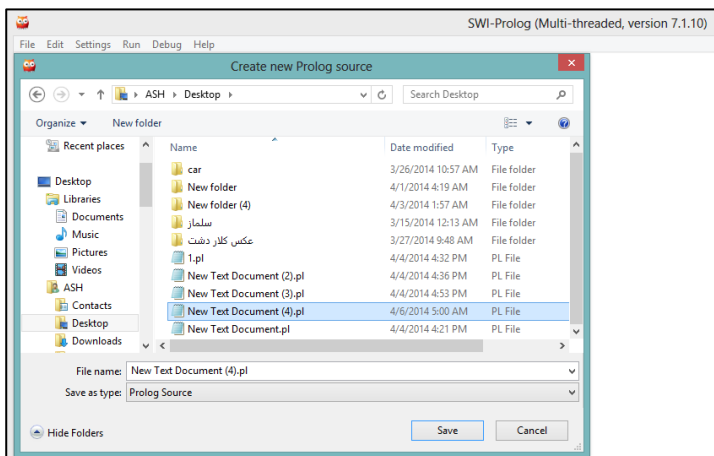 SWI-Prolog (Multi-threaded, version 7.1.10)
File Edit Settings Run Debug Help
Create new Prolog source
ASH Desktop
Search Desktop
Organize New folder
Recent places
Desktop
Libraries
Documents
Music
Pictures
Videos
ASH
Contacts
Desktop
Downloads
Name Date modified Type
car 3/26/2014 10:57 AM File folder
New folder 4/1/2014 4:19 AM File folder
New folder (4) 4/3/2014 1:57 AM File folder
سلماز 3/15/2014 12:13 AM File folder
عکس کلار دشت 3/27/2014 9:48 AM File folder
1.pl 4/4/2014 4:32 PM PL File
New Text Document (2).pl 4/4/2014 4:36 PM PL File
New Text Document (3).pl 4/4/2014 4:53 PM PL File
New Text Document (4).pl 4/6/2014 5:00 AM PL File
New Text Document.pl 4/4/2014 4:21 PM PL File
File name: New Text Document (4).pl
Save as type: Prolog Source
Hide Folders
Save Cancel